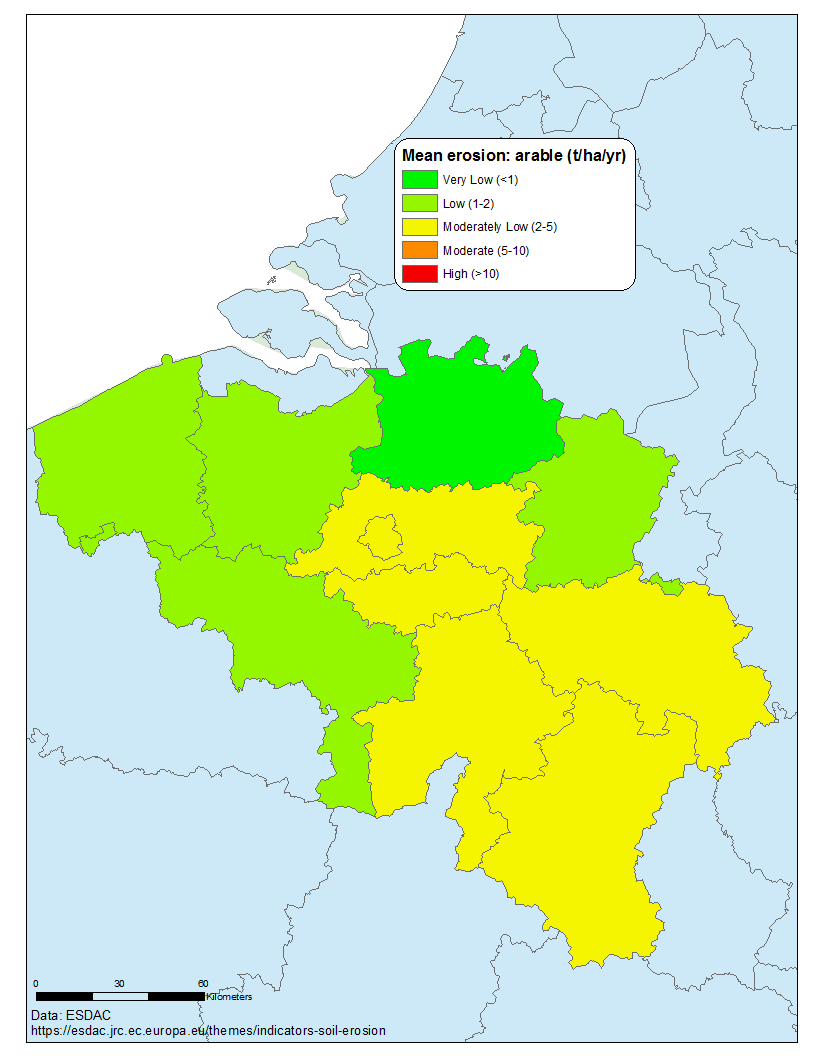 Mean erosion: arable (t/ha/yr)
Very Low (<1)
Low (1-2)
Moderately Low (2-5)
Moderate (5-10)
High (>10)
0 30 60
Kilometers
Data: ESDAC
https://esdac.jrc.ec.europa.eu/themes/indicators-soil-erosion